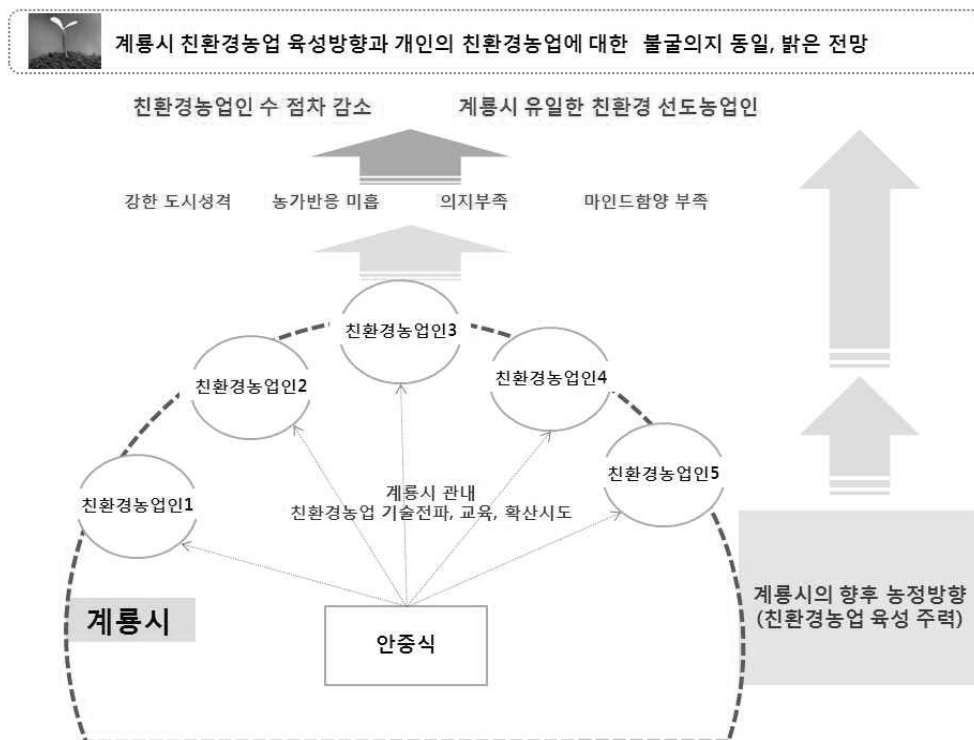 계룡시 친환경농업 육성방향과 개인의 친환경농업에 대한 불굴의지 동일, 밝은 전망
친환경농업인 수 점차 감소
계룡시 유일한 친환경 선도농업인
강한 도시성격
농가반응 미흡
의지부족
마인드함양 부족
친환경농업인3
친환경농업인2
친환경농업인4
친환경농업인1
친환경농업인5
계룡시 관내
친환경농업 기술전파, 교육, 확산시도
계룡시
안중식
계룡시의 향후 농정방향
(친환경농업 육성 주력)